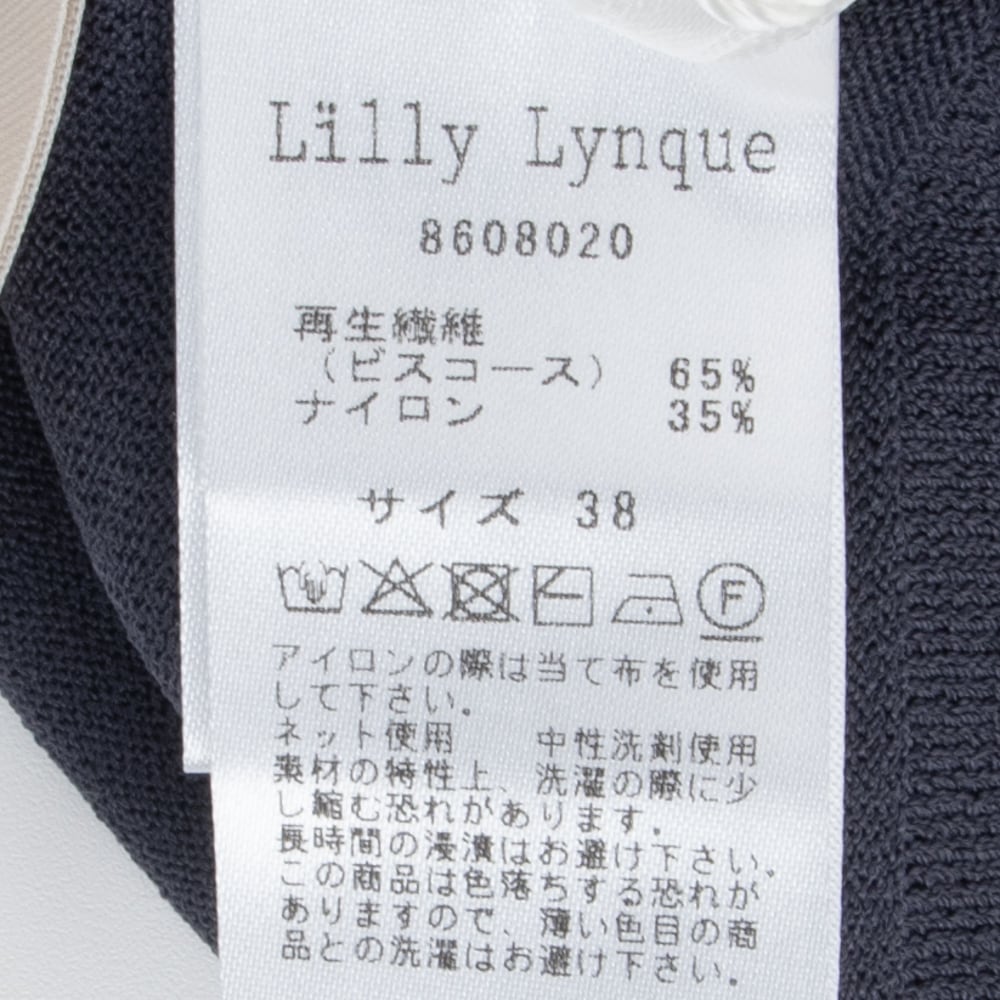 Lilly Lynque
8608020
再生繊維
（ビスコース） 65%
ナイロン 35%
サイズ 38
F
アイロンの際は当て布を使用
して下さい。
ネット使用 中性洗剤使用
素材の特性上、洗濯の際に少
し縮む恐れがあります。
長時間の浸漬はお避け下さい。
この商品は色落ちする恐れが
ありますので、薄い色目の商
品との洗濯はお避け下さい。